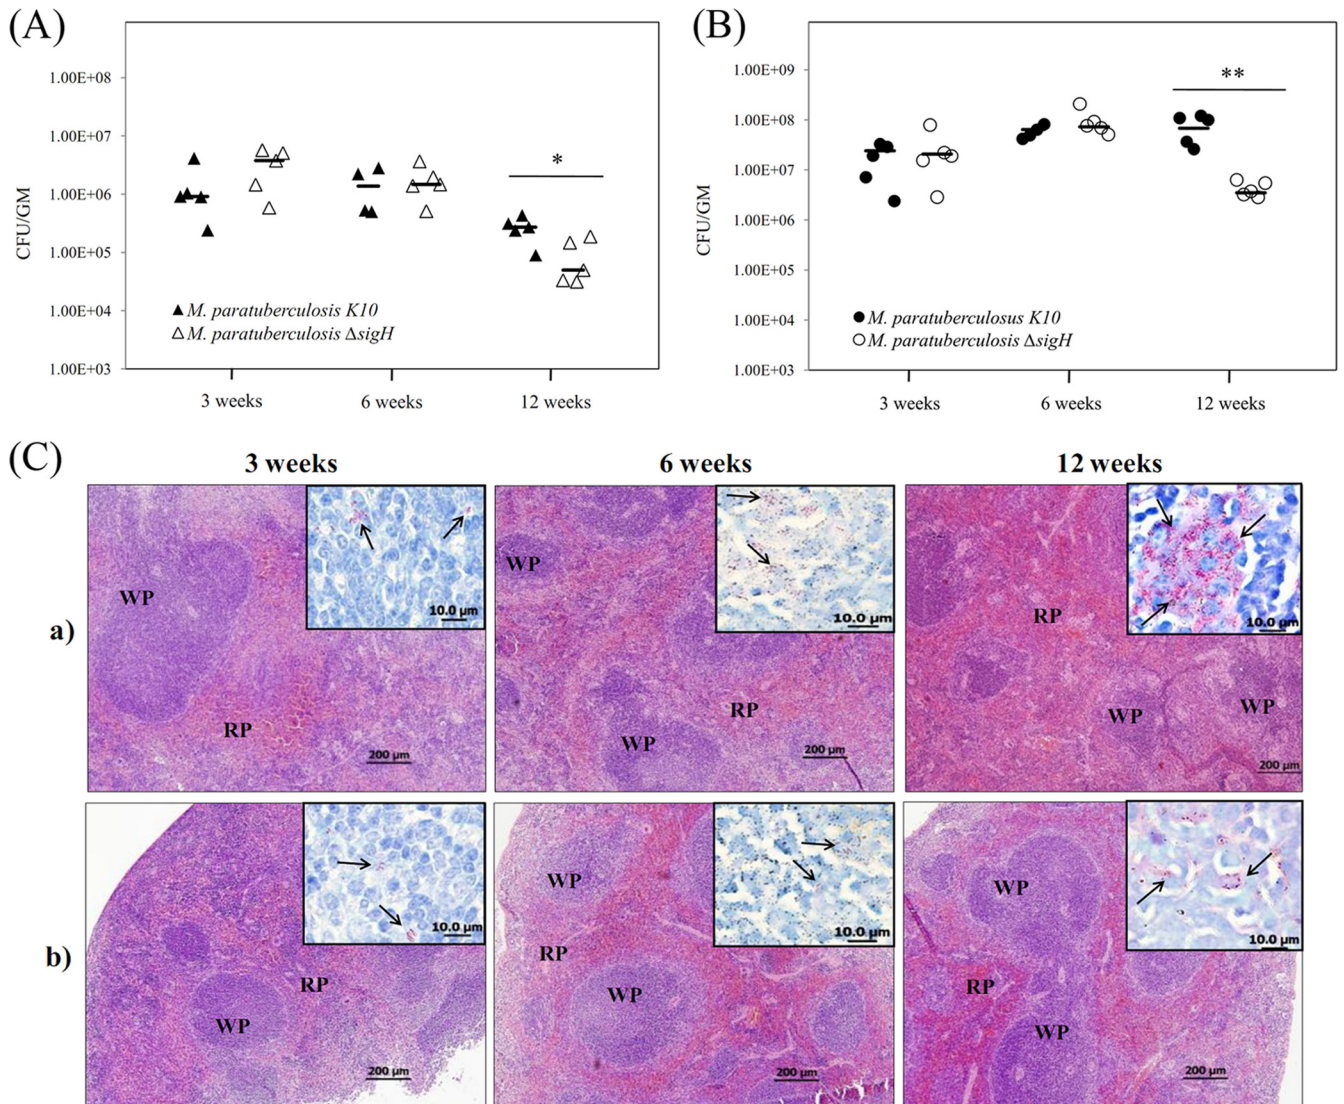 (A)
1.00E+08
1.00E+07
1.00E+06
1.00E+05
1.00E+04
1.00E+03
CFU/GM
*
M. paratuberculosis K10
M. paratuberculosis ΔsigH
3 weeks
6 weeks
12 weeks
(B)
1.00E+09
1.00E+08
1.00E+07
1.00E+06
1.00E+05
1.00E+04
1.00E+03
CFU/GM
**
M. paratuberculosus K10
M. paratuberculosis ΔsigH
3 weeks
6 weeks
12 weeks
(C)
3 weeks
6 weeks
12 weeks
a)
WP
RP
10.0 µm
200 µm
WP
WP
RP
10.0 µm
200 µm
RP
WP
WP
10.0 µm
200 µm
b)
WP
RP
10.0 µm
200 µm
WP
RP
WP
10.0 µm
200 µm
WP
RP
WP
10.0 µm
200 µm